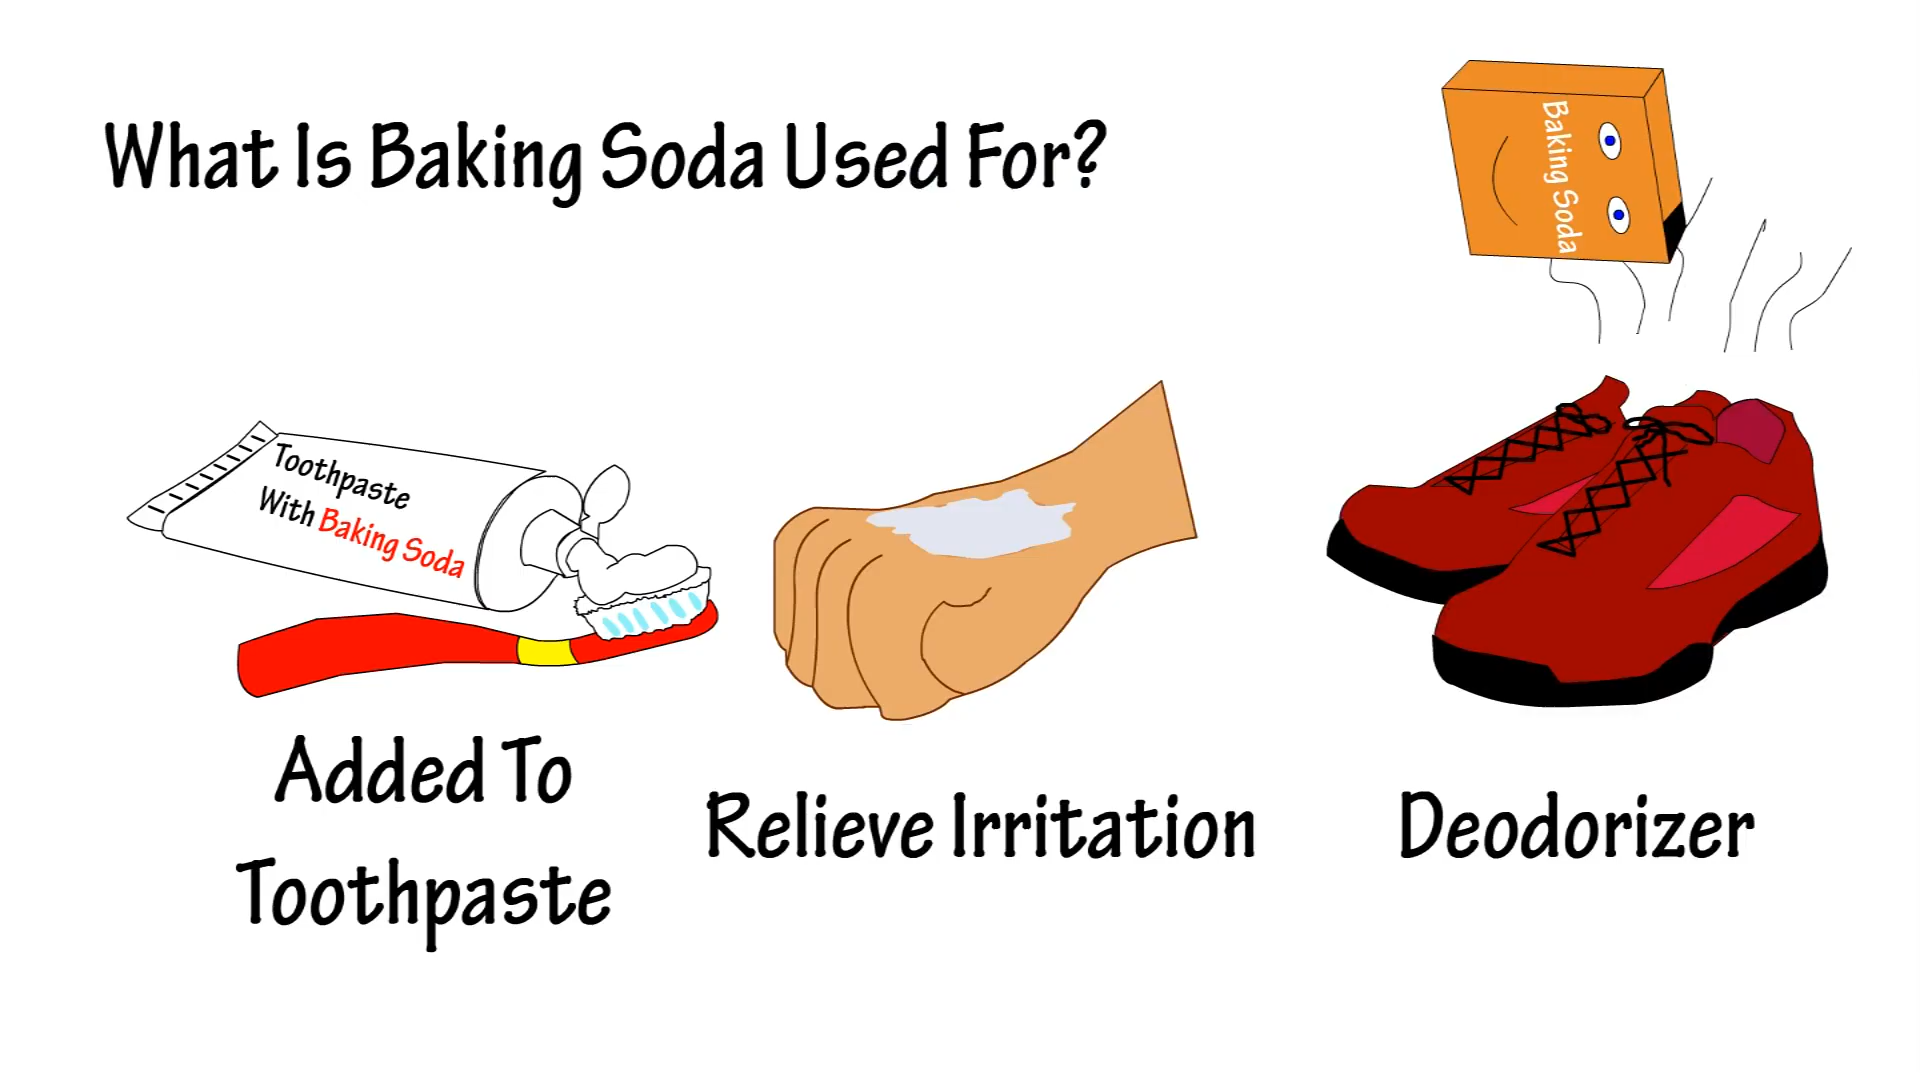 What Is Baking Soda Used For?
Baking Soda
Toothpaste
With Baking Soda
Added To
Toothpaste
Relieve Irritation
Deodorizer